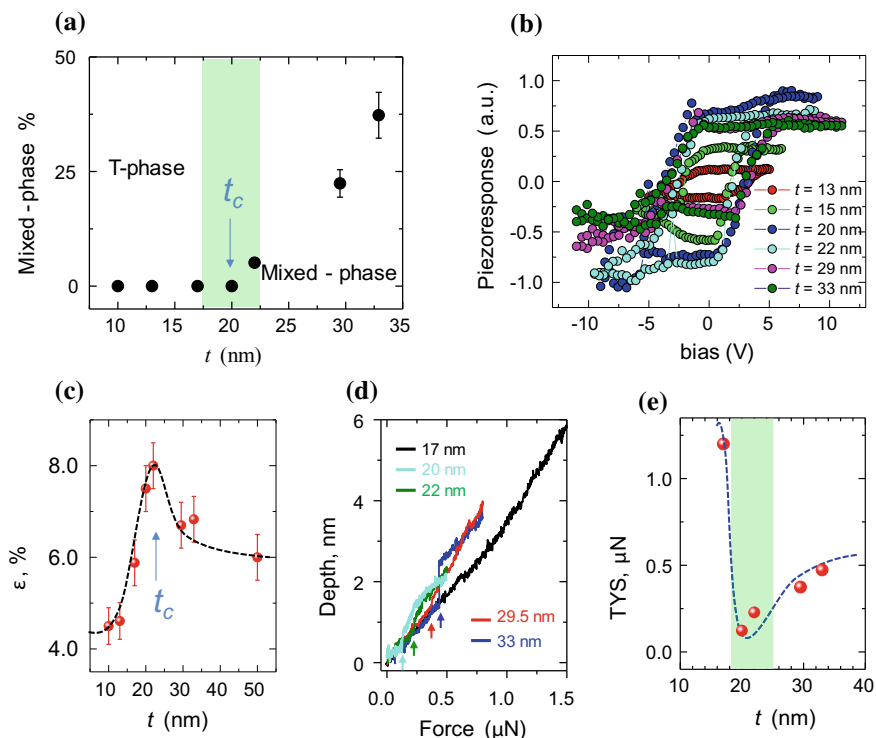 (a)
50
25
0
Mixed -phase %
T-phase
t_c
Mixed - phase
10 15 20 25 30 35
t (nm)
(b)
1.0
0.5
0.0
-0.5
-1.0
Piezoresponse (a.u.)
t = 13 nm
t = 15 nm
t = 20 nm
t = 22 nm
t = 29 nm
t = 33 nm
-10 -5 0 5 10
bias (V)
(c)
8.0
6.0
4.0
ε, %
t_c
10 20 30 40 50
t (nm)
(d)
6
4
2
0
Depth, nm
17 nm
20 nm
22 nm
29.5 nm
33 nm
0.0 0.5 1.0 1.5
Force (μN)
(e)
1.0
0.5
0.0
TYS, μN
10 20 30 40
t (nm)